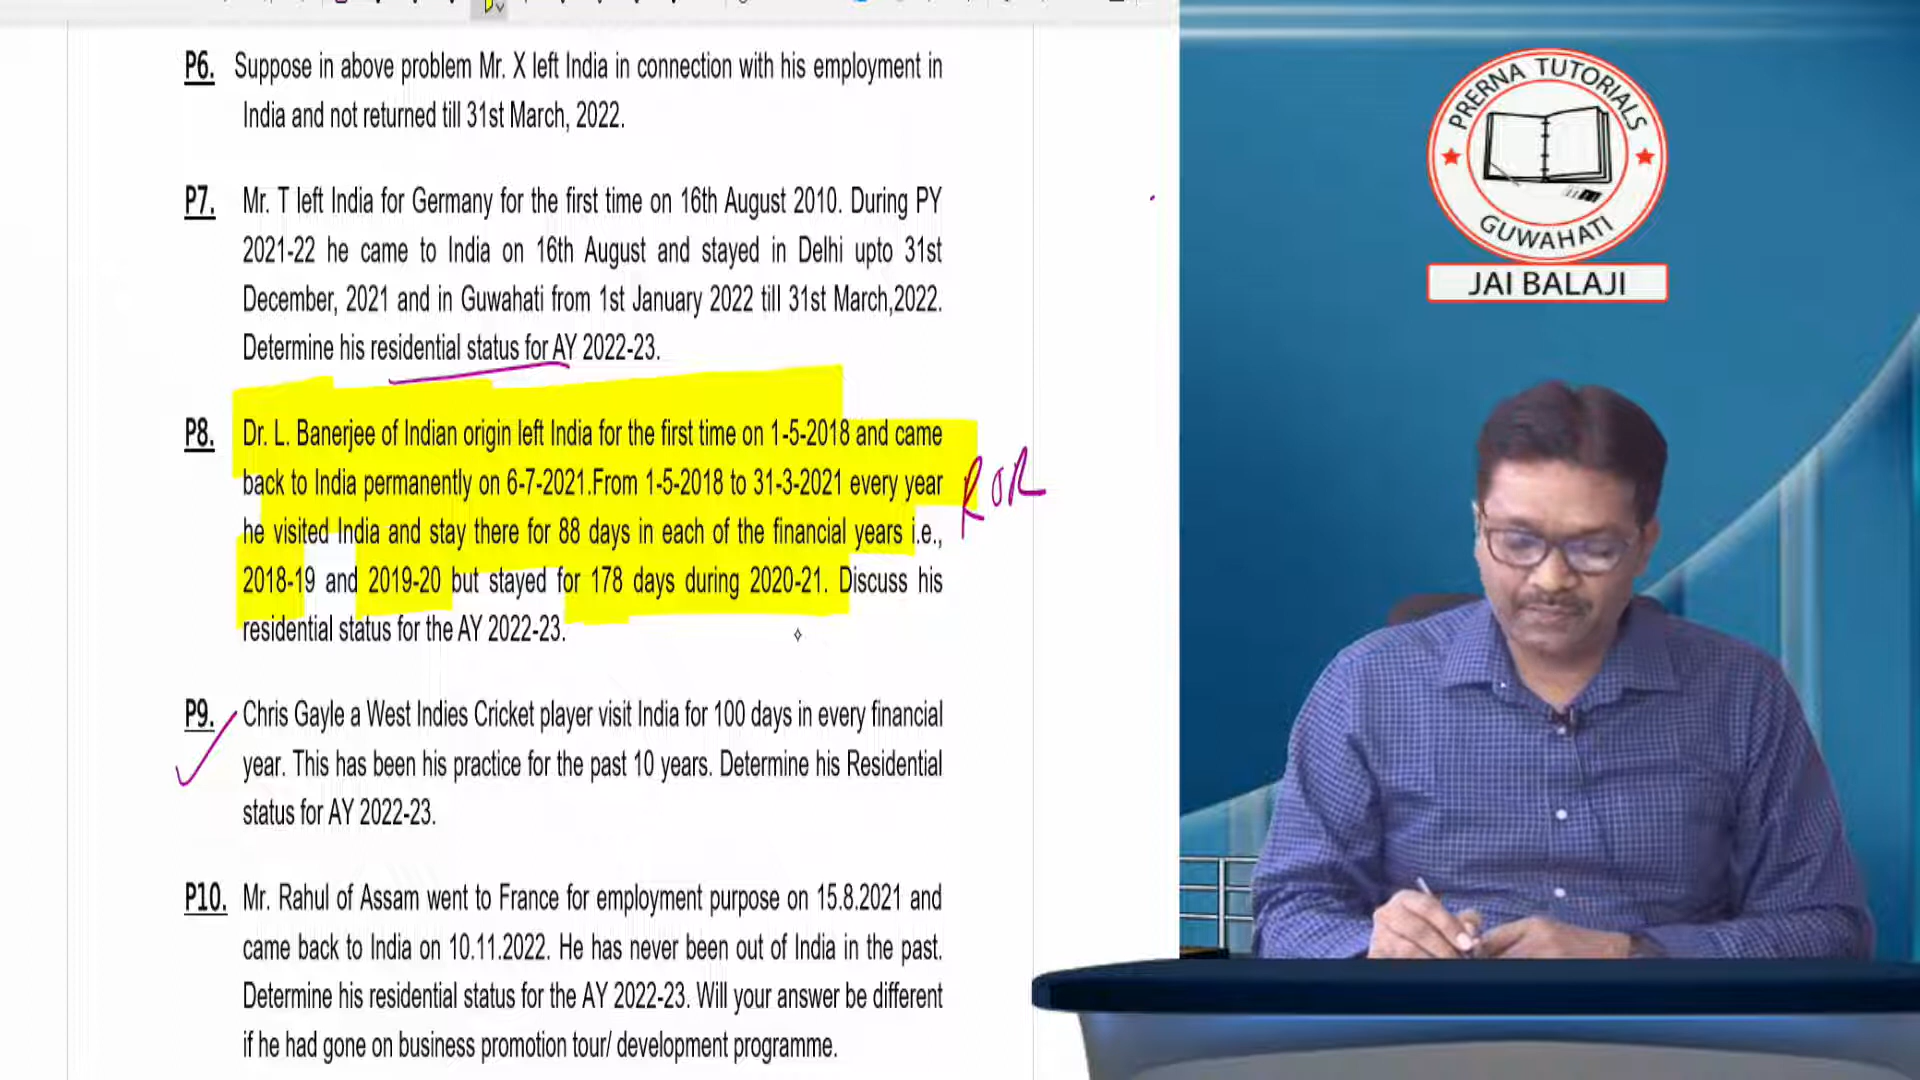 P6. Suppose in above problem Mr. X left India in connection with his employment in
India and not returned till 31st March, 2022.
P7. Mr. T left India for Germany for the first time on 16th August 2010. During PY
2021-22 he came to India on 16th August and stayed in Delhi upto 31st
December, 2021 and in Guwahati from 1st January 2022 till 31st March,2022.
Determine his residential status for AY 2022-23.
P8. Dr. L. Banerjee of Indian origin left India for the first time on 1-5-2018 and came
back to India permanently on 6-7-2021.From 1-5-2018 to 31-3-2021 every year
he visited India and stay there for 88 days in each of the financial years i.e.,
2018-19 and 2019-20 but stayed for 178 days during 2020-21. Discuss his
residential status for the AY 2022-23.
ROR
P9. Chris Gayle a West Indies Cricket player visit India for 100 days in every financial
year. This has been his practice for the past 10 years. Determine his Residential
status for AY 2022-23.
P10. Mr. Rahul of Assam went to France for employment purpose on 15.8.2021 and
came back to India on 10.11.2022. He has never been out of India in the past.
Determine his residential status for the AY 2022-23. Will your answer be different
if he had gone on business promotion tour/ development programme.
PRERNA TUTORIALS
GUWAHATI
JAI BALAJI